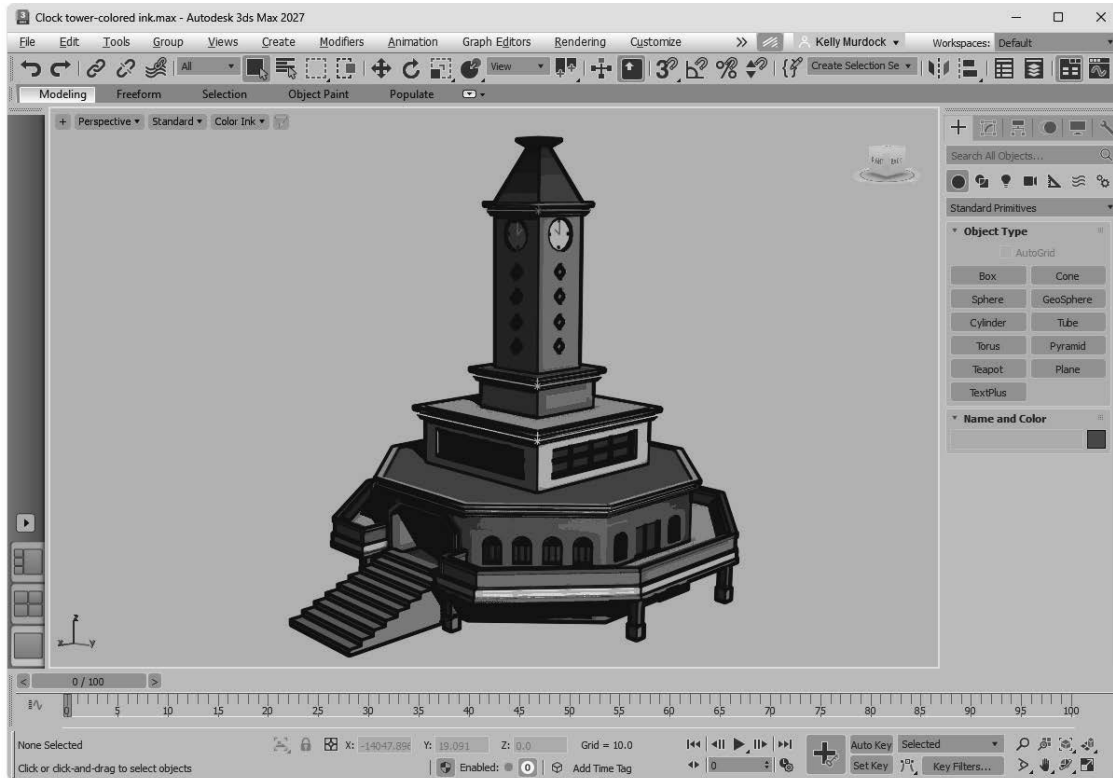 3 Clock tower-colored ink.max - Autodesk 3ds Max 2027
File Edit Tools Group Views Create Modifiers Animation Graph Editors Rendering Customize Kelly Murdock Workspaces: Default
All View Create Selection Se
Modeling Freeform Selection Object Paint Populate
+ Perspective Standard Color Ink
Search All Objects...
Standard Primitives
Object Type
AutoGrid
Box Cone
Sphere GeoSphere
Cylinder Tube
Torus Pyramid
Teapot Plane
TextPlus
Name and Color
z
x y
< 0 / 100 >
0 5 10 15 20 25 30 35 40 45 50 55 60 65 70 75 80 85 90 95 100
None Selected X: -14047.898 Y: 19.091 Z: 0.0 Grid = 10.0 Auto Key Selected
Click or click-and-drag to select objects Enabled: 0 Add Time Tag 0 Set Key Key Filters...